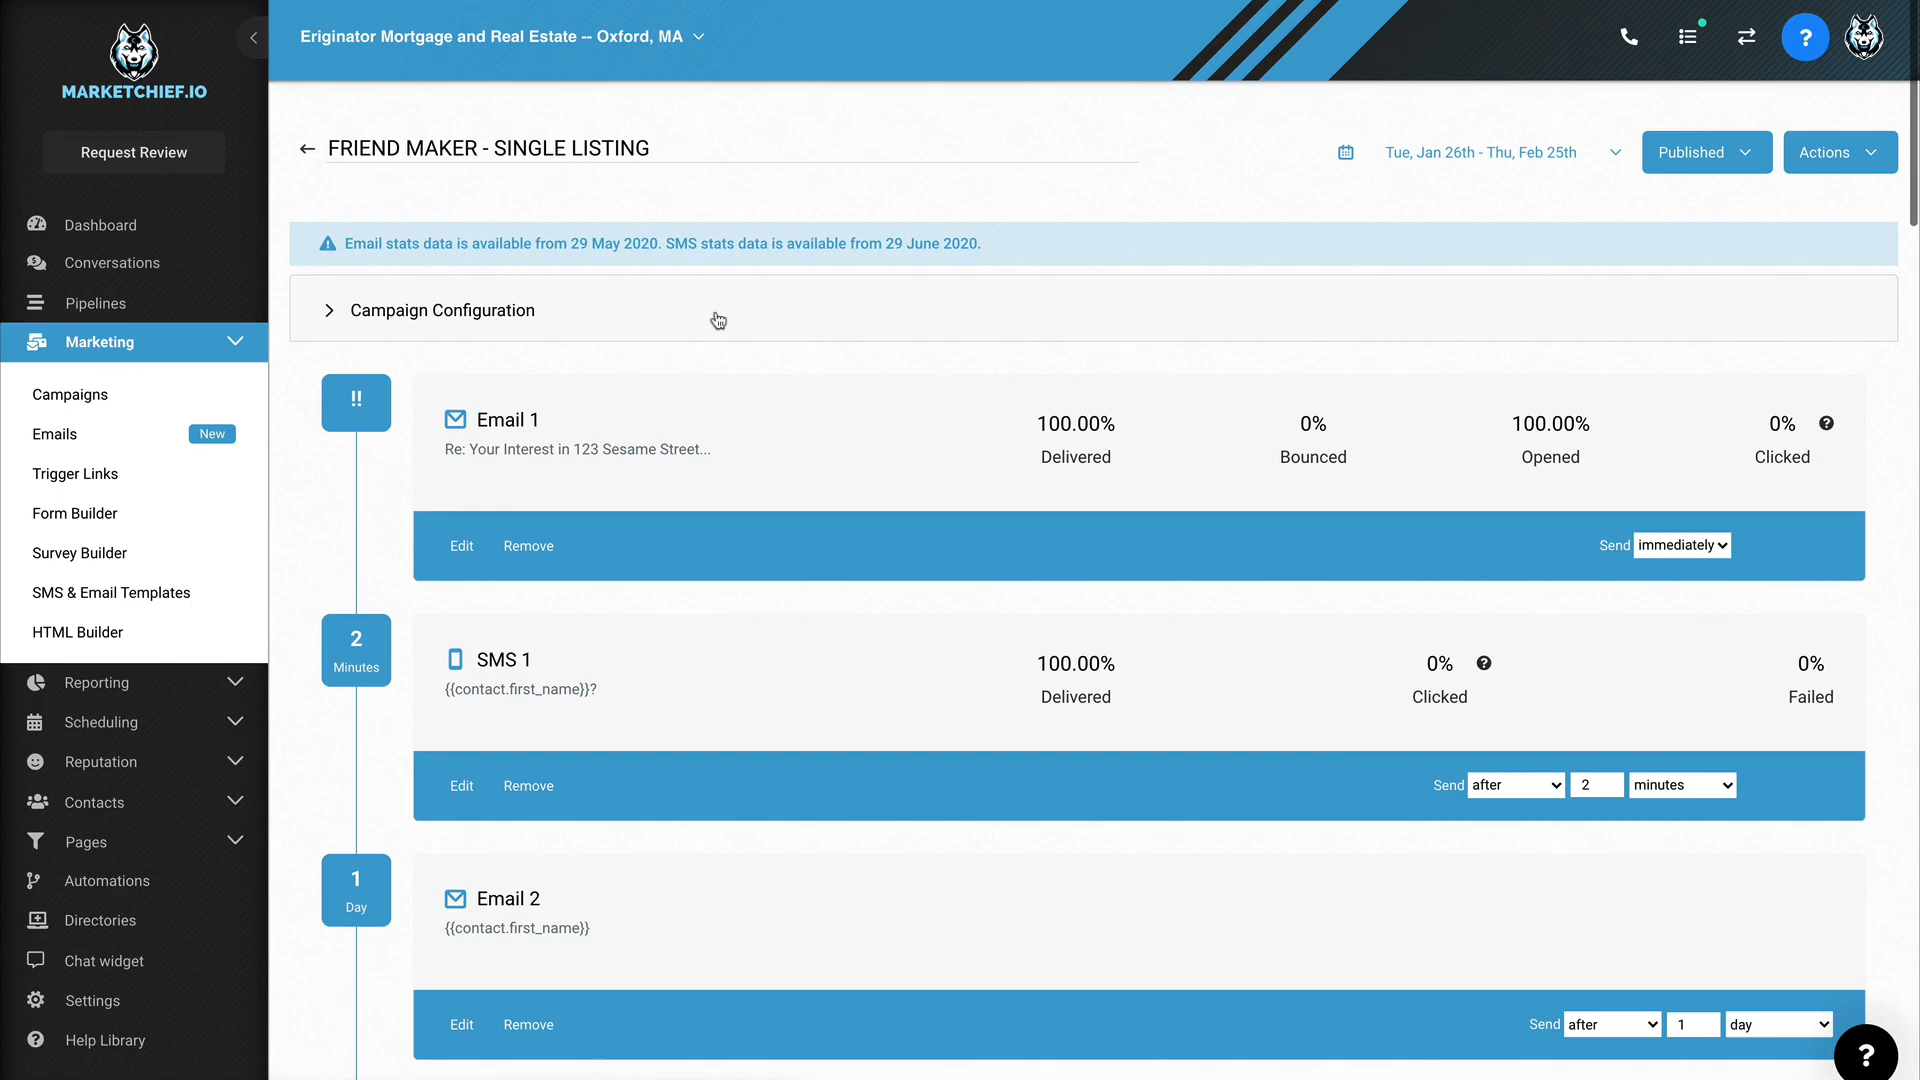 MARKETCHIEF.IO
Request Review
Dashboard
Conversations
Pipelines
Marketing
Campaigns
Emails New
Trigger Links
Form Builder
Survey Builder
SMS & Email Templates
HTML Builder
Reporting
Scheduling
Reputation
Contacts
Pages
Automations
Directories
Chat widget
Settings
Help Library
Eriginator Mortgage and Real Estate -- Oxford, MA
?
FRIEND MAKER - SINGLE LISTING
Tue, Jan 26th - Thu, Feb 25th
Published
Actions
Email stats data is available from 29 May 2020. SMS stats data is available from 29 June 2020.
Campaign Configuration
!!
Email 1
Re: Your Interest in 123 Sesame Street...
100.00% 0% 100.00% 0% ?
Delivered Bounced Opened Clicked
Edit Remove Send immediately
2
Minutes
SMS 1
{{contact.first_name}}?
100.00% 0% ? 0%
Delivered Clicked Failed
Edit Remove Send after 2 minutes
1
Day
Email 2
{{contact.first_name}}
Edit Remove Send after 1 day
?